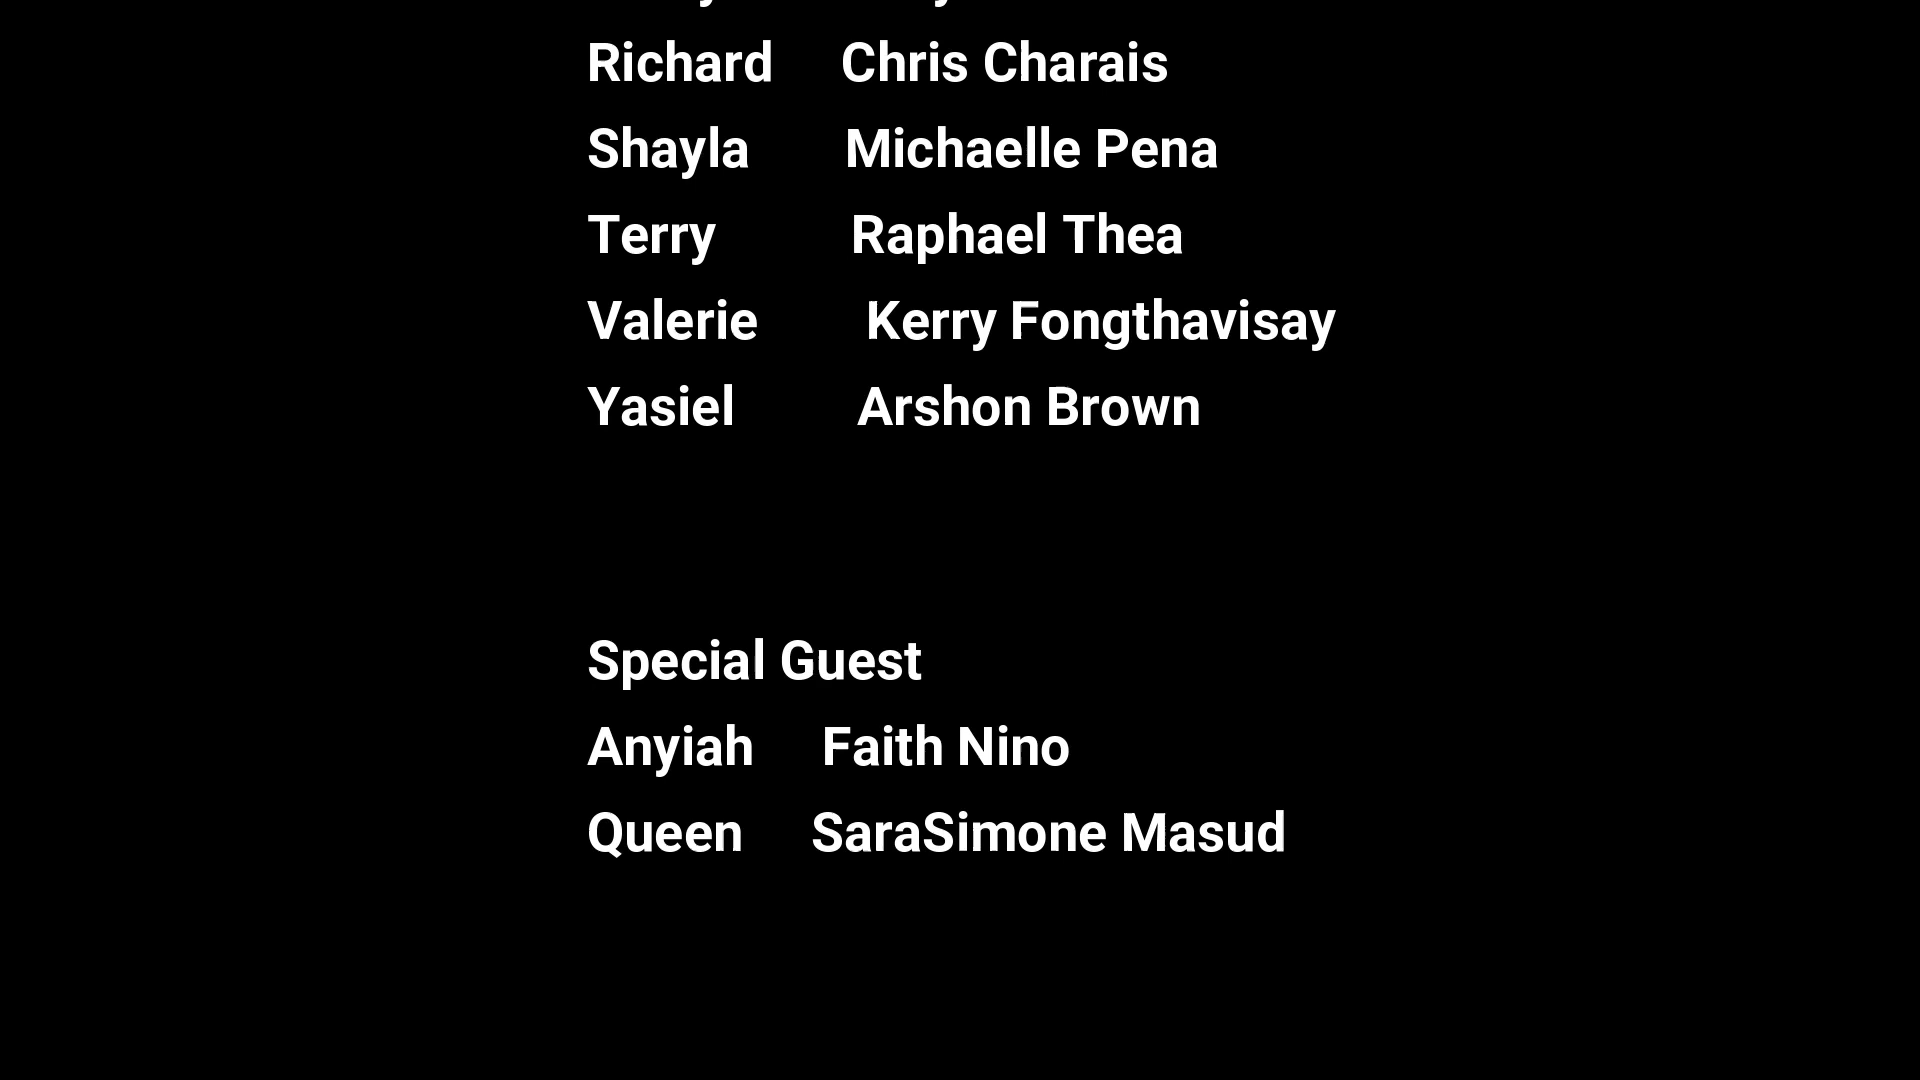 Richard Chris Charais
Shayla Michaelle Pena
Terry Raphael Thea
Valerie Kerry Fongthavisay
Yasiel Arshon Brown
Special Guest
Anyiah Faith Nino
Queen SaraSimone Masud